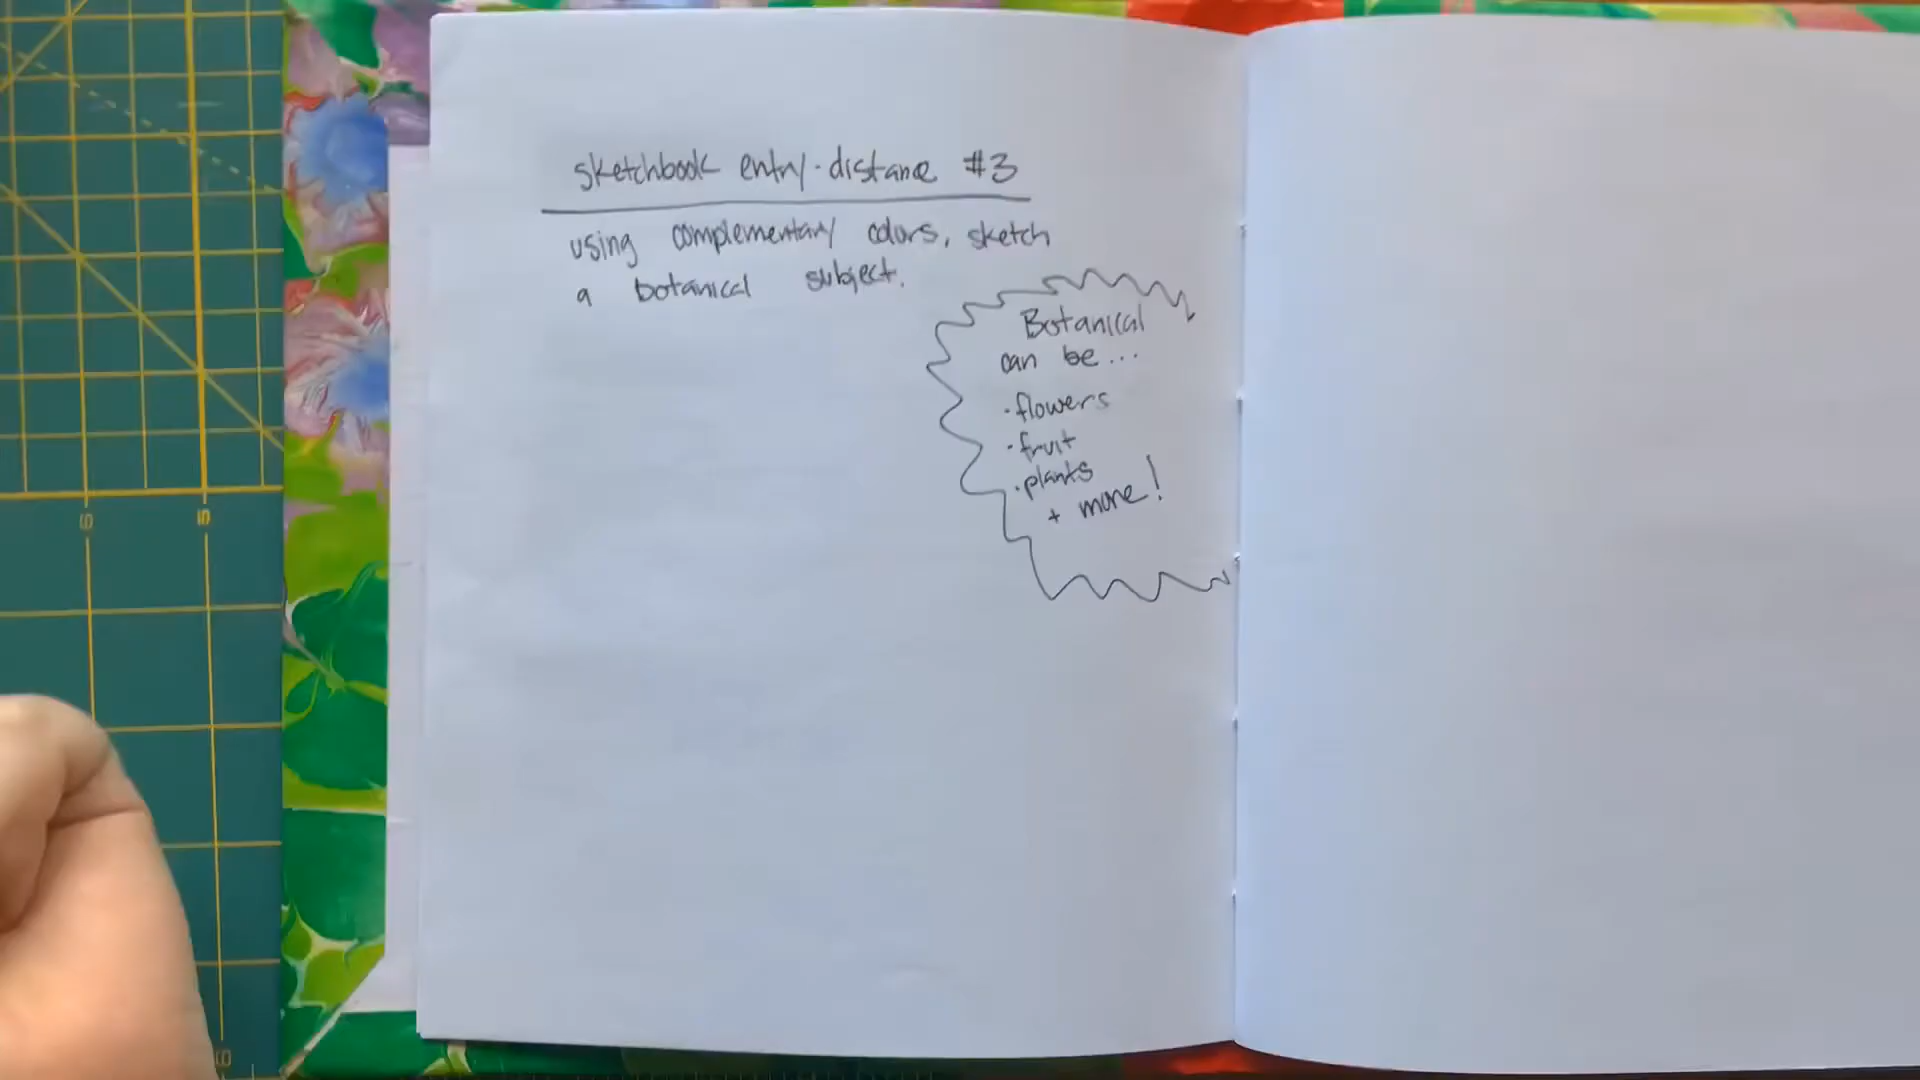 sketchbook entry - distance #3
using complementary colors, sketch
a botanical subject.
Botanical
can be...
· flowers
· fruit
· plants
+ more!